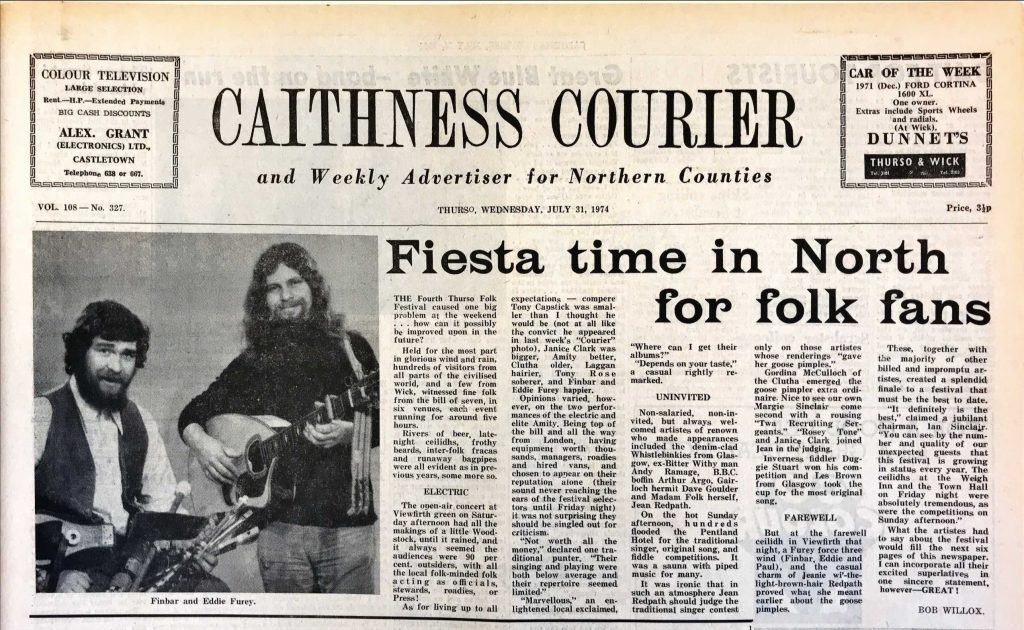 COLOUR TELEVISION
LARGE SELECTION
Rent—H.P.—Extended Payments
BIG CASH DISCOUNTS
ALEX. GRANT
(ELECTRONICS) LTD.,
CASTLETOWN
Telephone 638 or 667.
CAITHNESS COURIER
and Weekly Advertiser for Northern Counties
CAR OF THE WEEK
1971 (Dec.) FORD CORTINA
1600 XL.
One owner.
Extras include Sports Wheels
and radials.
(At Wick).
DUNNET'S
THURSO & WICK
VOL. 108 — No. 327.
THURSO, WEDNESDAY, JULY 31, 1974
Price, 3½p
Fiesta time in North
for folk fans
Finbar and Eddie Furey.
THE Fourth Thurso Folk
Festival caused one big
problem at the weekend
. . . how can it possibly
be improved upon in the
future?
Held for the most part
in glorious wind and rain,
hundreds of visitors from
all parts of the civilised
world, and a few from
Wick, witnessed fine folk
from the bill of seven, in
six venues, each event
running for around five
hours.
Rivers of beer, late-
night ceilidhs, frothy
beards, inter-folk fracas
and runaway bagpipes
were all evident as in pre-
vious years, some more so.
ELECTRIC
The open-air concert at
Viewfirth green on Satur-
day afternoon had all the
makings of a little Wood-
stock, until it rained, and
it always seemed the
audiences were 90 per
cent. outsiders, with all
the local folk-minded folk
acting as officials,
stewards, roadies, or
Press!
As for living up to all
expectations — compere
Tony Capstick was smal-
ler than I thought he
would be (not at all like
the convict he appeared
in last week's "Courier"
photo), Janice Clark was
bigger, Amity better,
Clutha older, Laggan
hairier, Tony Rose
soberer, and Finbar and
Eddie Furey happier.
Opinions varied, how-
ever, on the two perfor-
mances of the electric and
elite Amity. Being top of
the bill and all the way
from London, having
equipment worth thou-
sands, managers, roadies
and hired vans, and
chosen to appear on their
reputation alone (their
sound never reaching the
ears of the festival selec-
tors until Friday night)
it was not surprising they
should be singled out for
criticism.
"Not worth all the
money," declared one tra-
ditional punter, "Their
singing and playing were
both below average and
their repertoire seemed
limited."
"Marvellous," an en-
lightened local exclaimed,
"Where can I get their
albums?"
"Depends on your taste,"
a casual rightly re-
marked.
UNINVITED
Non-salaried, non-in-
vited, but always wel-
comed artistes of renown
who made appearances
included the denim-clad
Whistlebinkies from Glas-
gow, ex-Bitter Withy man
Andy Ramage, B.B.C.
boffin Arthur Argo, Gair-
loch hermit Dave Goulder
and Madam Folk herself,
Jean Redpath.
On the hot Sunday
afternoon, hundreds
flooded the Pentland
Hotel for the traditional
singer, original song, and
fiddle competitions. It
was a sauna with piped
music for many.
It was ironic that in
such an atmosphere Jean
Redpath should judge the
traditional singer contest
only on those artistes
whose renderings "gave
her goose pimples."
Gordina McCulloch of
the Clutha emerged the
goose pimpler extra ordi-
naire. Nice to see our own
Margie Sinclair come
second with a rousing
"Twa Recruiting Ser-
geants." "Rosey Tone"
and Janice Clark joined
Jean in the judging.
Inverness fiddler Dug-
gie Stuart won his com-
petition and Les Brown
from Glasgow took the
cup for the most original
song.
FAREWELL
But at the farewell
ceilidh in Viewfirth that
night, a Furey force three
wind (Finbar, Eddie and
Paul), and the casual
charm of Jeanie wi'-the-
light-brown-hair Redpath
proved what she meant
earlier about the goose
pimples.
These, together with
the majority of other
billed and impromptu ar-
tistes, created a splendid
finale to a festival that
must be the best to date.
"It definitely is the
best," claimed a jubilant
chairman, Ian Sinclair.
"You can see by the num-
ber and quality of our
unexpected guests that
this festival is growing
in status every year. The
ceilidhs at the Weigh
Inn and the Town Hall
on Friday night were
absolutely tremendous, as
were the competitions on
Sunday afternoon."
What the artistes had
to say about the festival
would fill the next six
pages of this newspaper.
I can incorporate all their
excited superlatives in
one sincere statement,
however—GREAT!
BOB WILLOX.